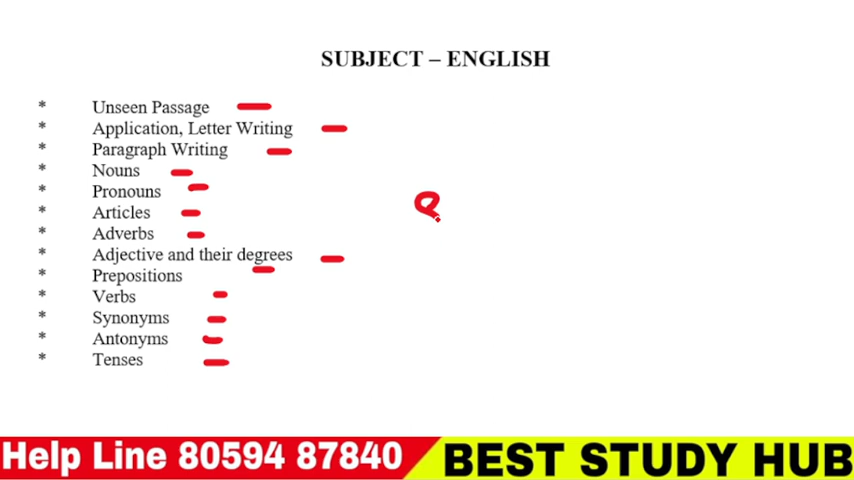 SUBJECT – ENGLISH
* Unseen Passage
* Application, Letter Writing
* Paragraph Writing
* Nouns
* Pronouns
* Articles
* Adverbs
* Adjective and their degrees
* Prepositions
* Verbs
* Synonyms
* Antonyms
* Tenses
Help Line 80594 87840
BEST STUDY HUB